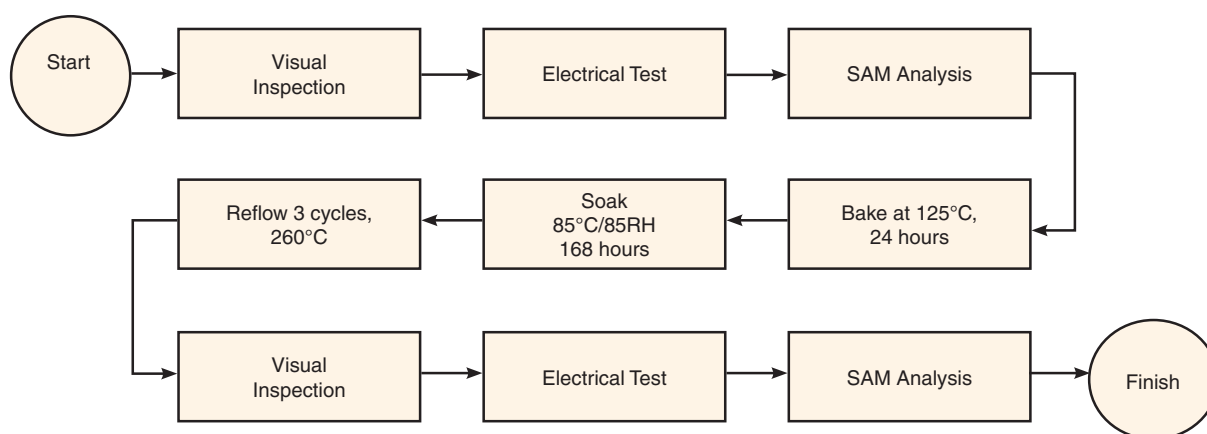 Start
Visual
Inspection
Electrical Test
SAM Analysis
Bake at 125°C,
24 hours
Soak
85°C/85RH
168 hours
Reflow 3 cycles,
260°C
Visual
Inspection
Electrical Test
SAM Analysis
Finish